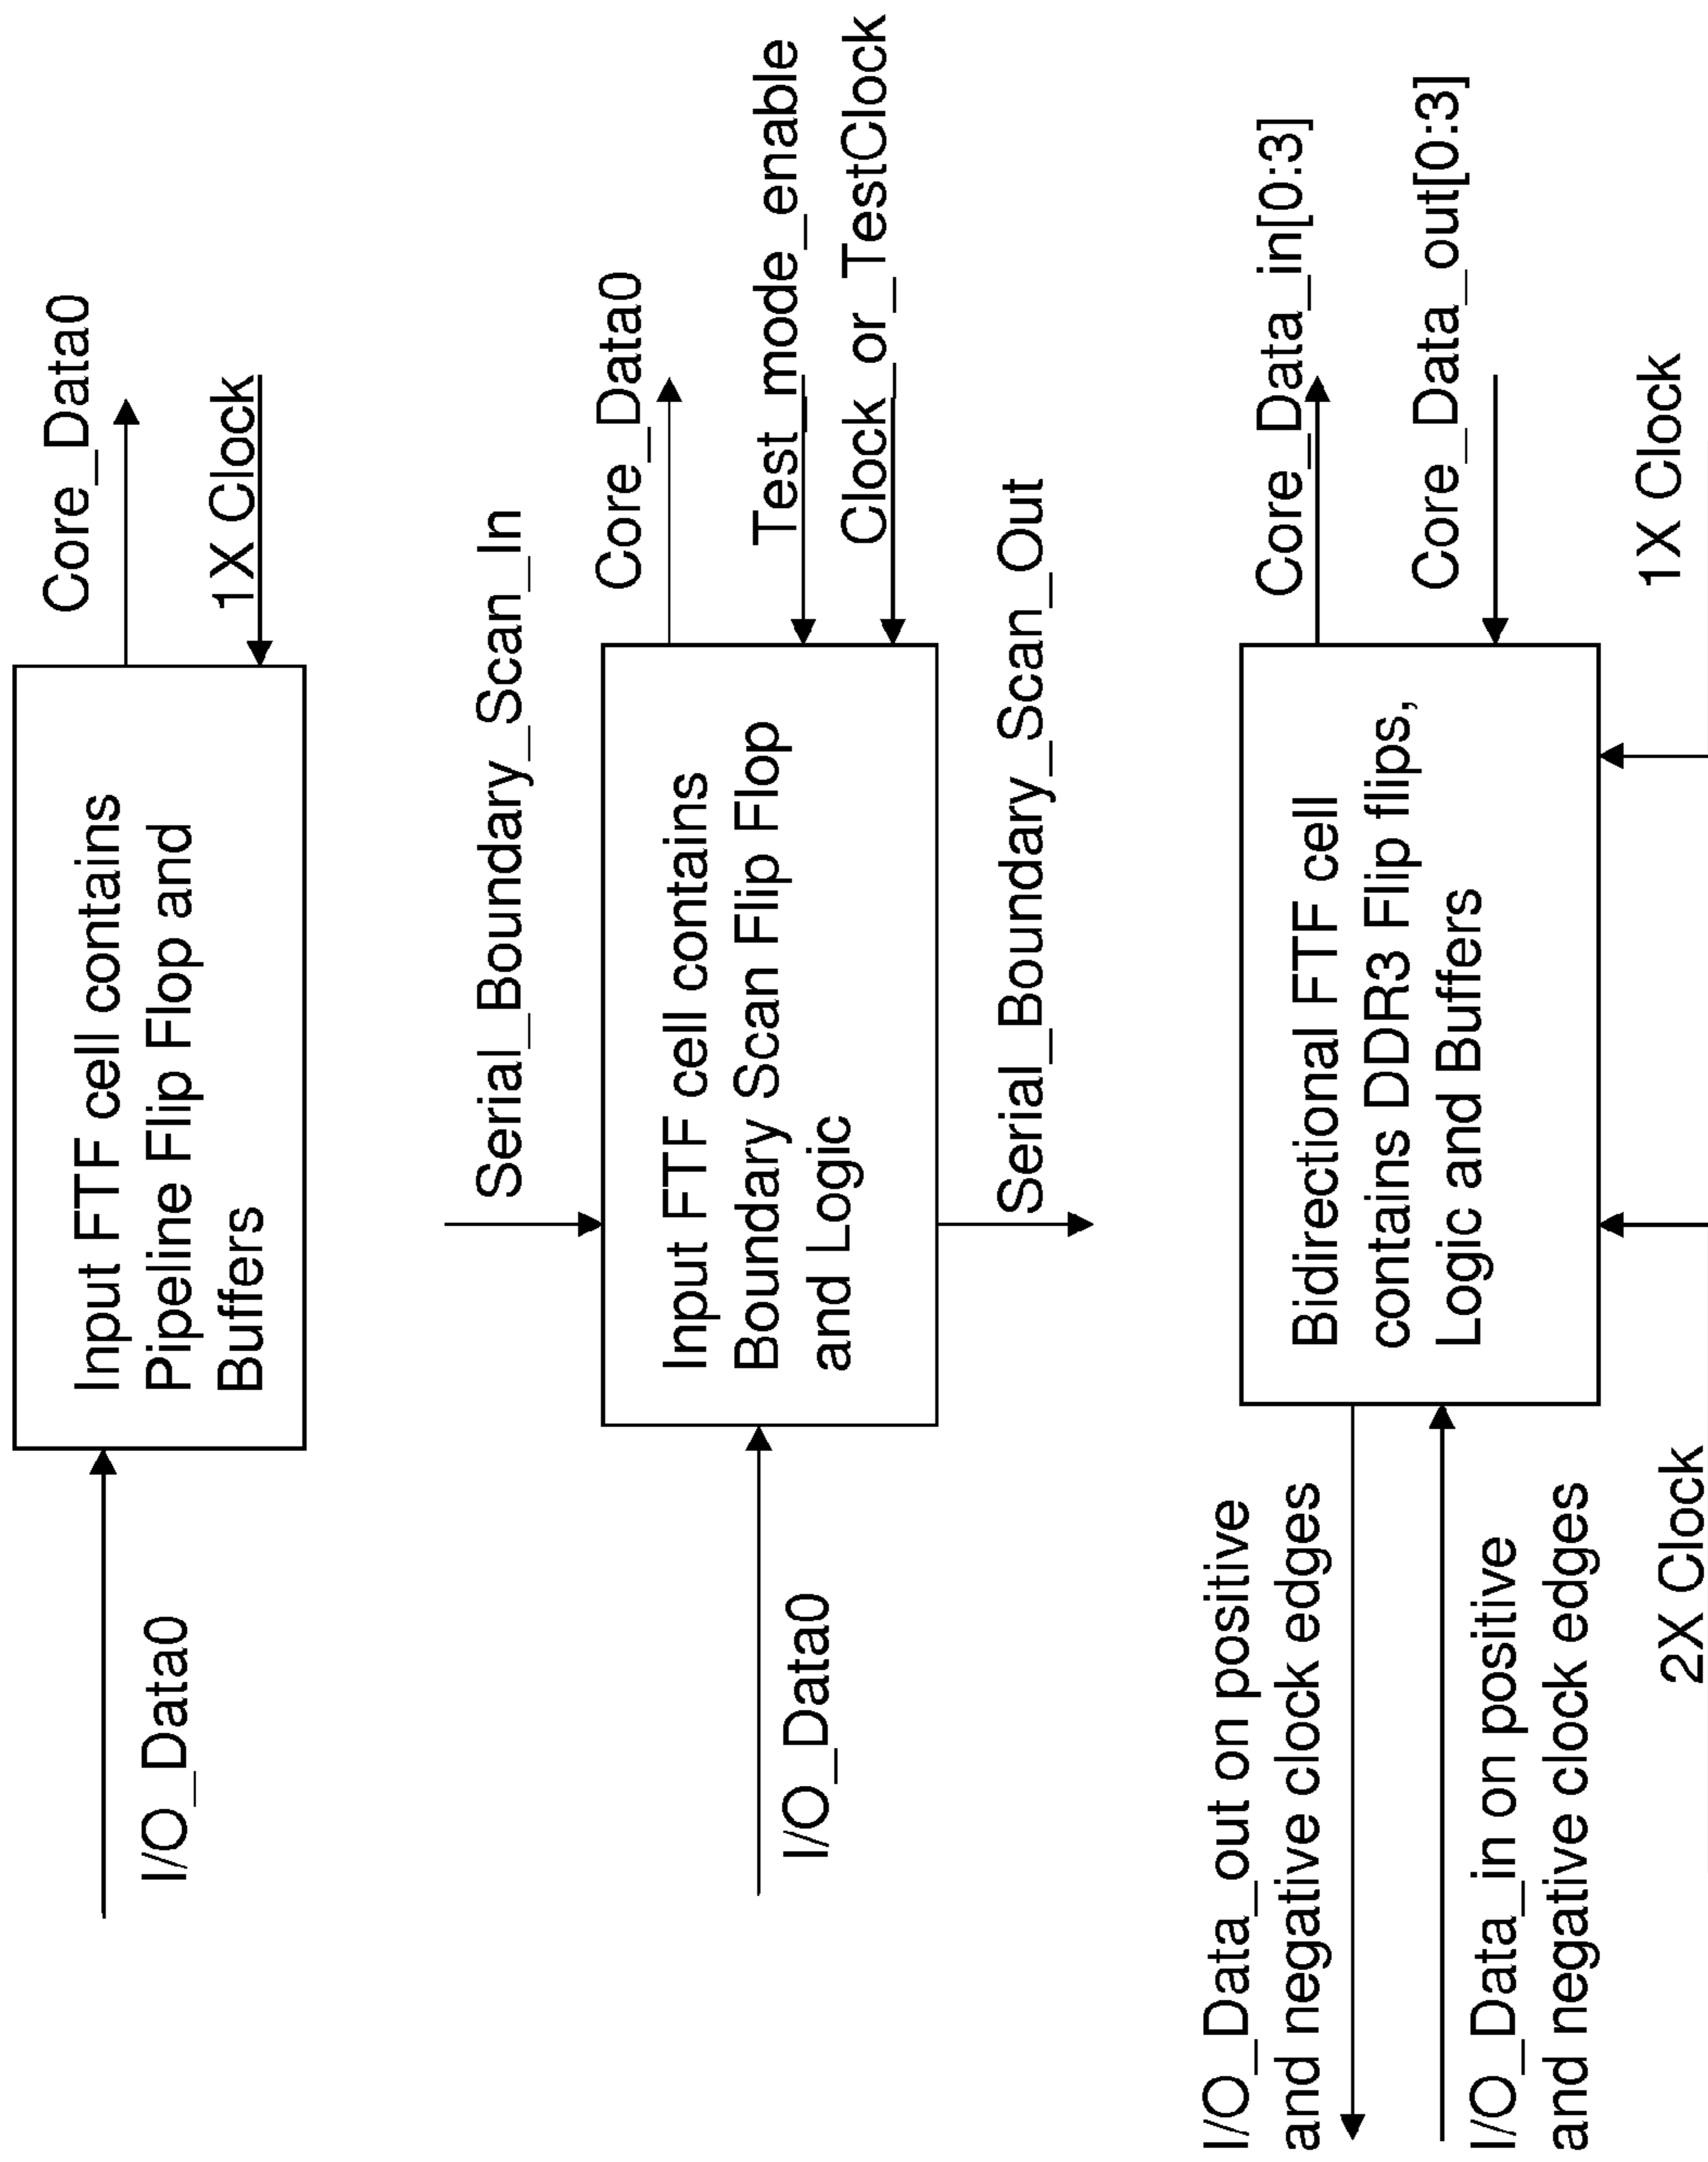 Core_Data0
1X Clock
Input FTF cell contains
Pipeline Flip Flop and
Buffers
I/O_Data0
Serial_Boundary_Scan_In
Core_Data0
Test_mode_enable
Clock_or_TestClock
Input FTF cell contains
Boundary Scan Flip Flop
and Logic
I/O_Data0
Serial_Boundary_Scan_Out
I/O_Data_out on positive
and negative clock edges
Core_Data_in[0:3]
Bidirectional FTF cell
contains DDR3 Flip flips,
Logic and Buffers
Core_Data_out[0:3]
I/O_Data_in on positive
and negative clock edges
2X Clock
1X Clock